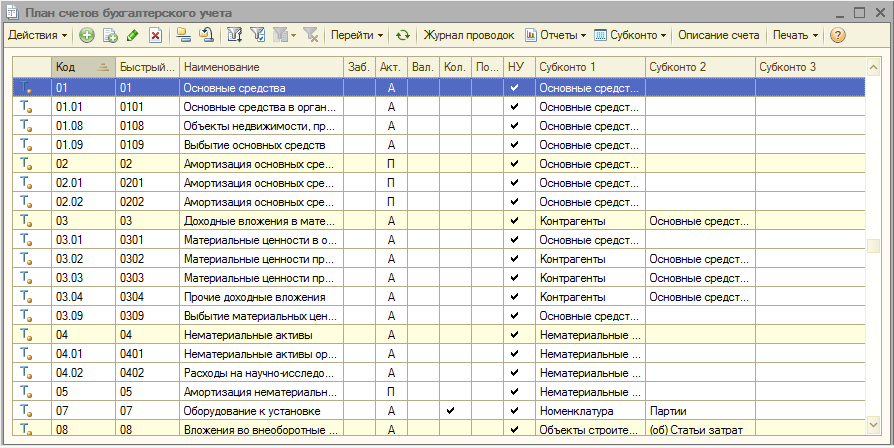 План счетов бухгалтерского учета
Действия Перейти Журнал проводок Отчеты Субконто Описание счета Печать
Код Быстрый... Наименование Заб. Акт. Вал. Кол. По... НУ Субконто 1 Субконто 2 Субконто 3
01 01 Основные средства А Основные средст...
01.01 0101 Основные средства в орган... А Основные средст...
01.08 0108 Объекты недвижимости, пр... А Основные средст...
01.09 0109 Выбытие основных средств А Основные средст...
02 02 Амортизация основных сре... П Основные средст...
02.01 0201 Амортизация основных сре... П Основные средст...
02.02 0202 Амортизация основных сре... П Основные средст...
03 03 Доходные вложения в мате... А Контрагенты Основные средст...
03.01 0301 Материальные ценности в о... А Основные средст...
03.02 0302 Материальные ценности пр... А Контрагенты Основные средст...
03.03 0303 Материальные ценности пр... А Контрагенты Основные средст...
03.04 0304 Прочие доходные вложения А Контрагенты Основные средст...
03.09 0309 Выбытие материальных цен... А Основные средст...
04 04 Нематериальные активы А Нематериальные ...
04.01 0401 Нематериальные активы ор... А Нематериальные ...
04.02 0402 Расходы на научно-исследо... А Нематериальные ...
05 05 Амортизация нематериальн... П Нематериальные ...
07 07 Оборудование к установке А Номенклатура Партии
08 08 Вложения во внеоборотные ... А Объекты строите... (об) Статьи затрат